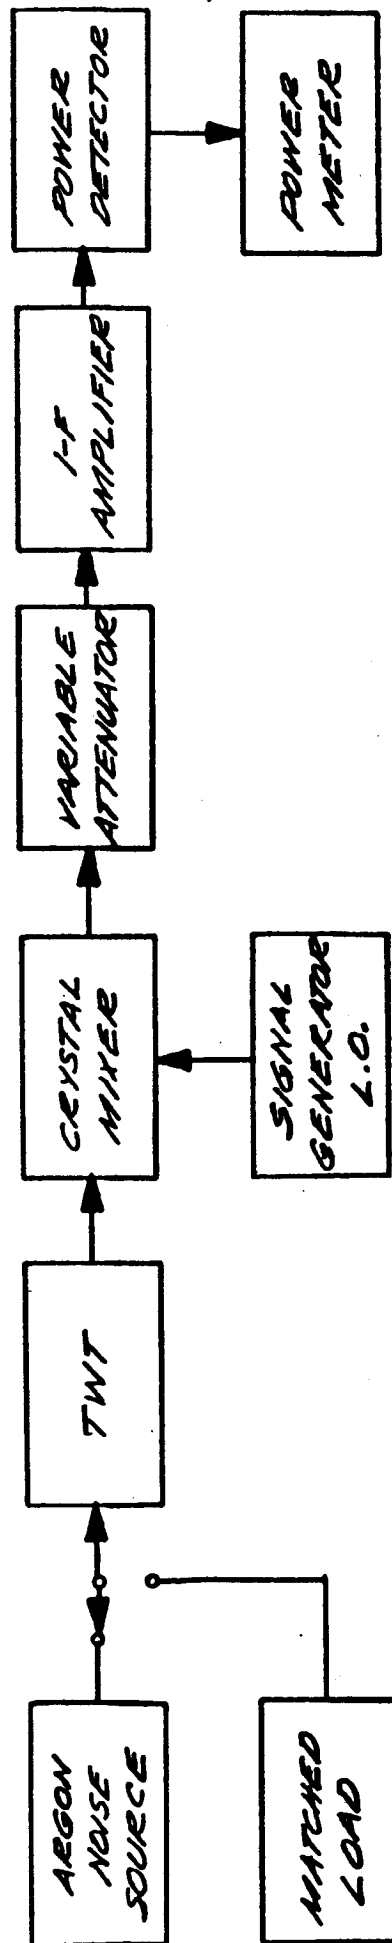 ARGON
NOISE
SOURCE
MATCHED
LOAD
TWT
CRYSTAL
MIXER
SIGNAL
GENERATOR
L.O.
VARIABLE
ATTENUATOR
I-F
AMPLIFIER
POWER
DETECTOR
POWER
METER